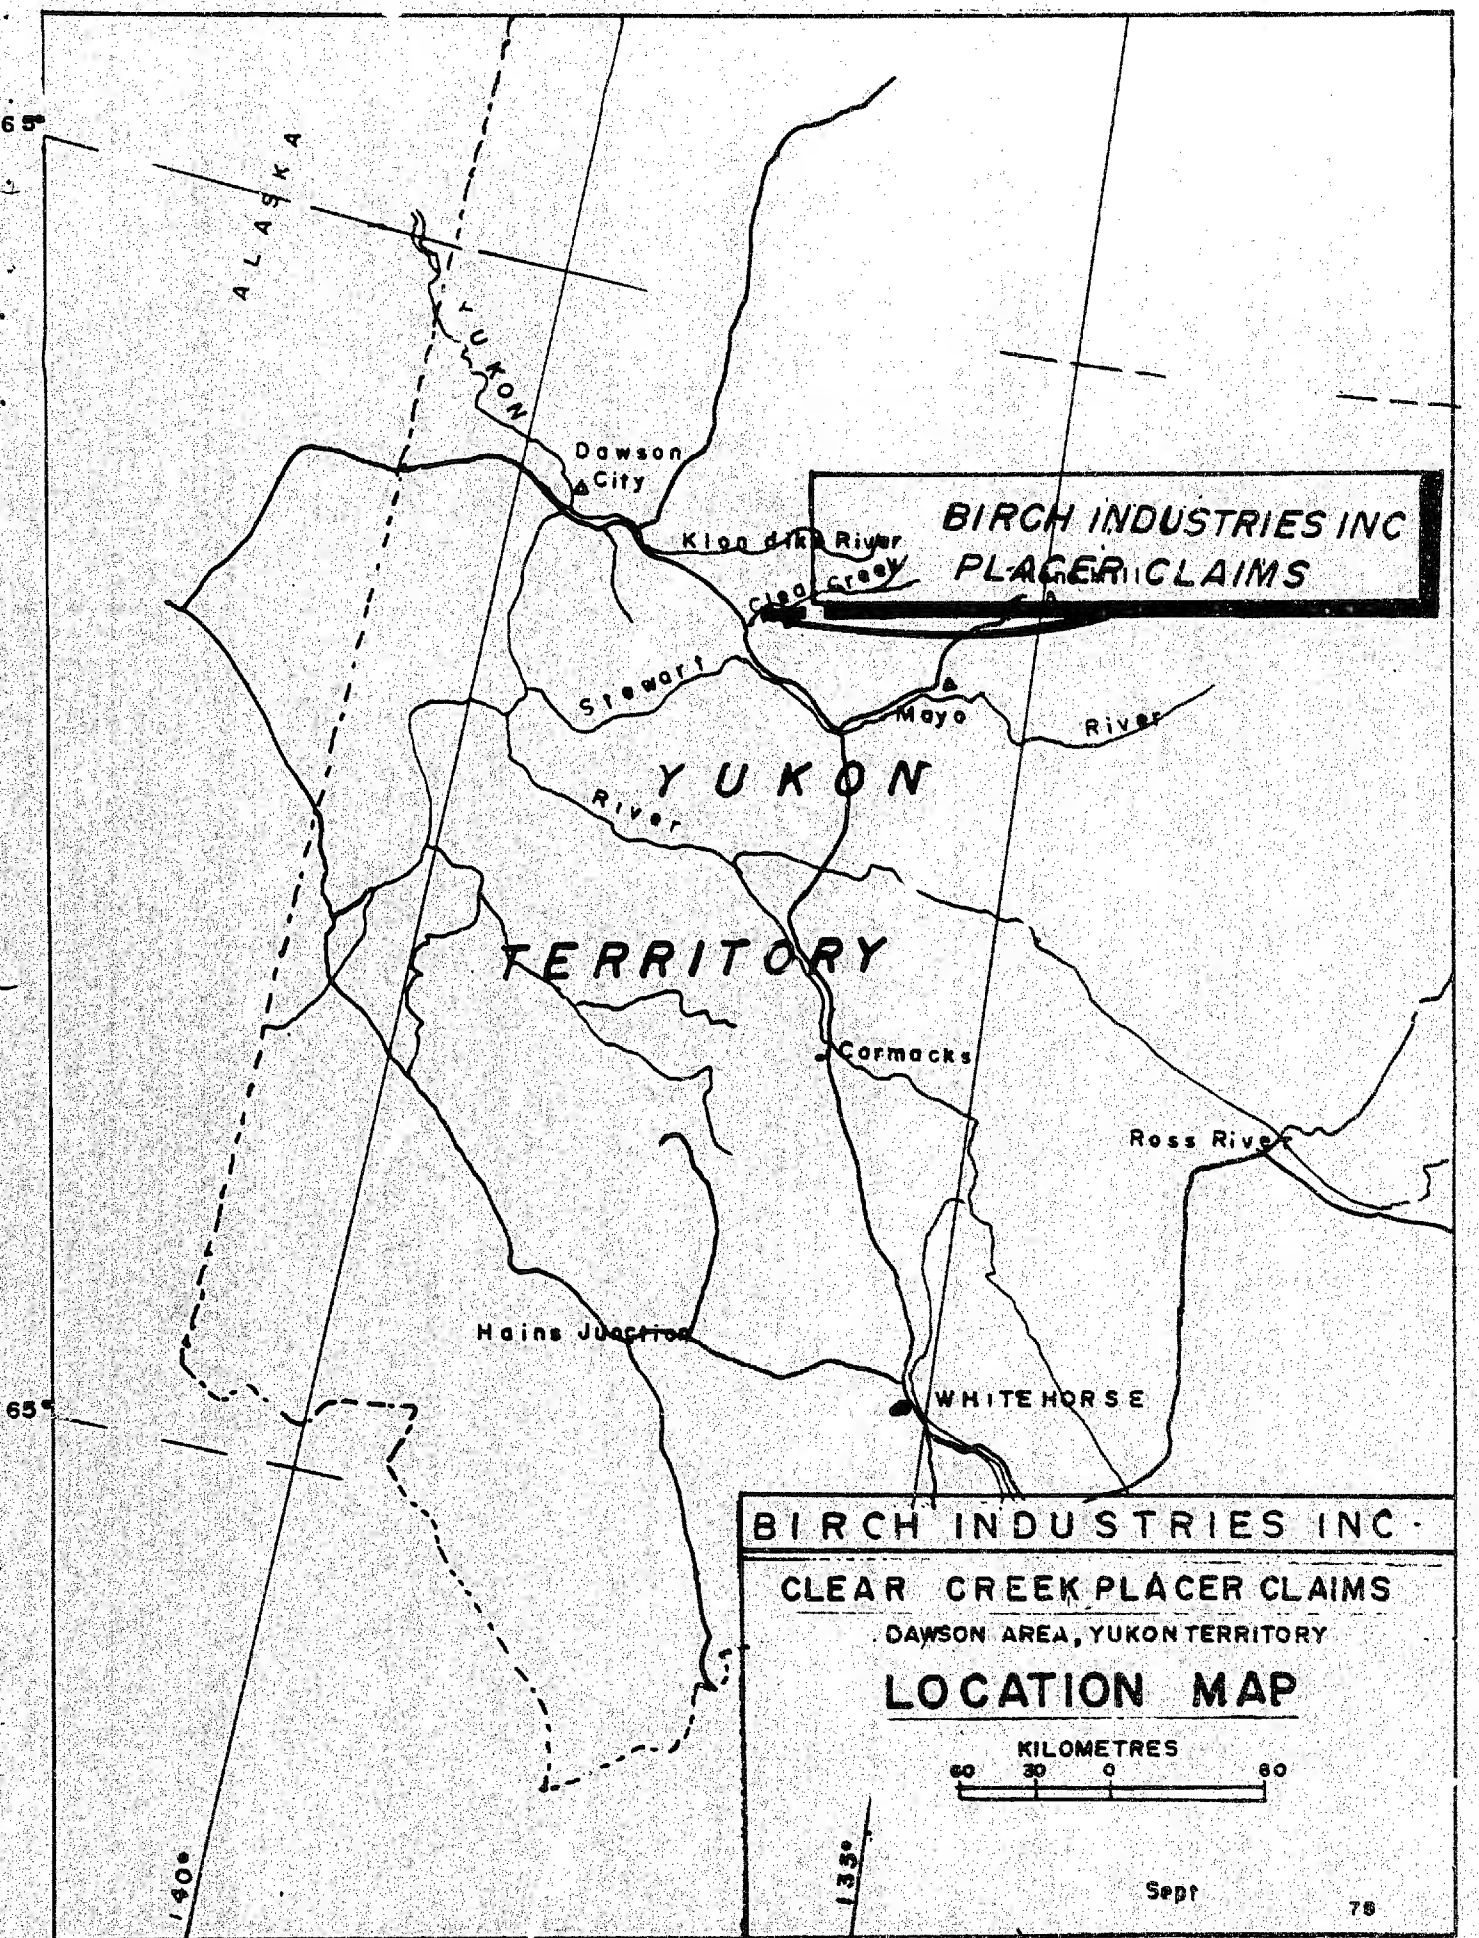 65°
ALASKA
YUKON
Dawson
City
Klondike River
Clear Creek
BIRCH INDUSTRIES INC
PLACER CLAIMS
Stewart
Mayo
River
YUKON
River
TERRITORY
Carmacks
Ross River
Hains Junction
WHITEHORSE
65°
BIRCH INDUSTRIES INC.
CLEAR CREEK PLACER CLAIMS
DAWSON AREA, YUKON TERRITORY
LOCATION MAP
KILOMETRES
60 30 0 60
140°
135°
Sept